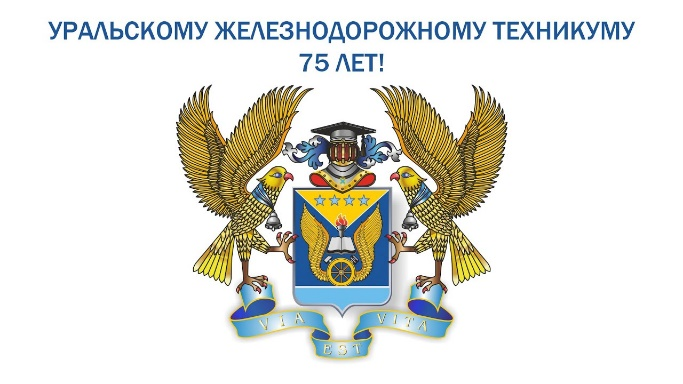 УРАЛЬСКОМУ ЖЕЛЕЗНОДОРОЖНОМУ ТЕХНИКУМУ
75 ЛЕТ!
VIA EST VITA